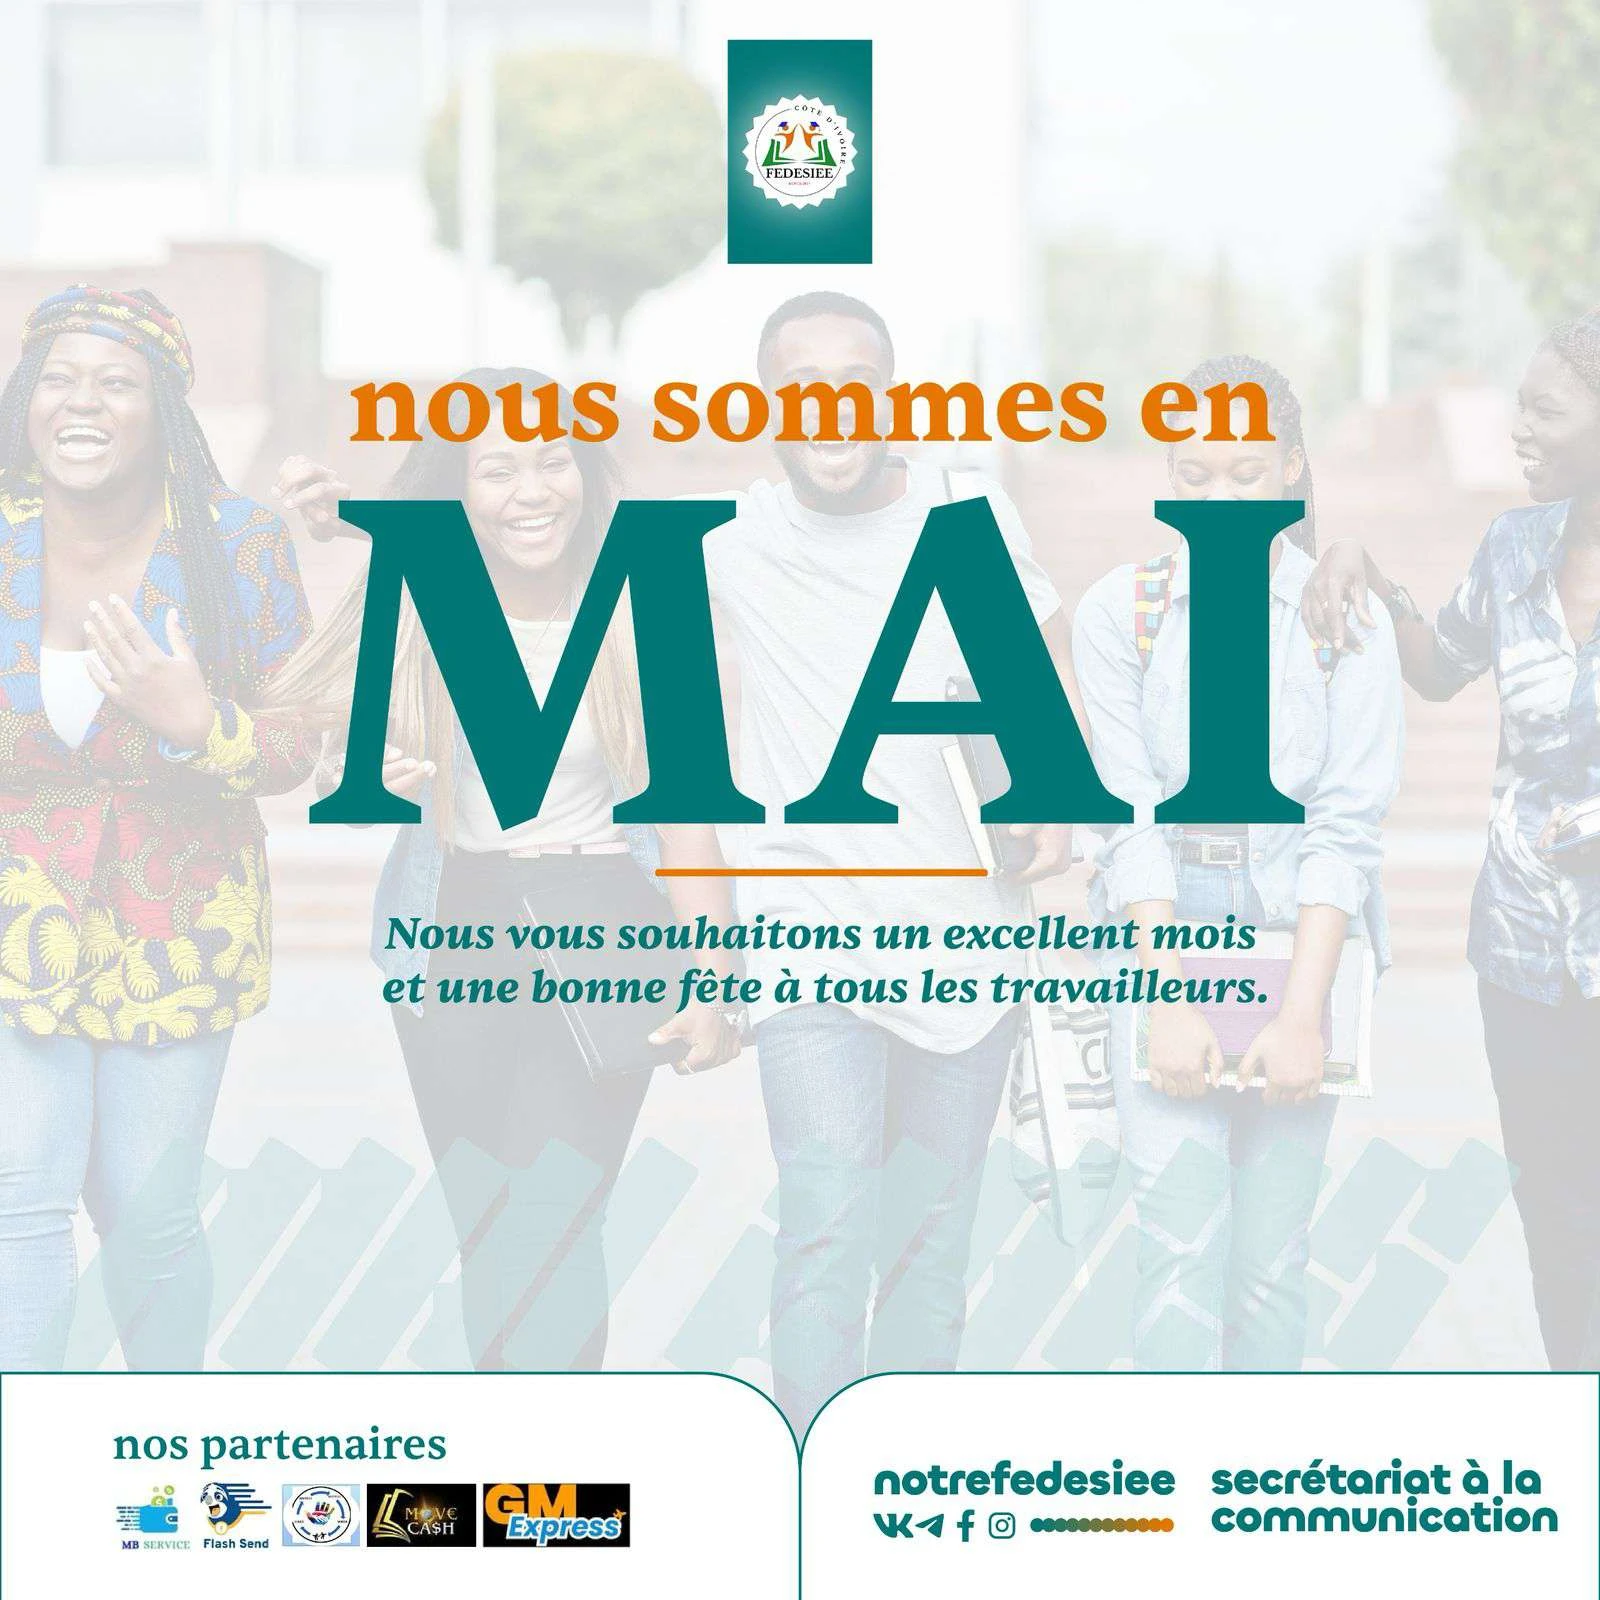 CÔTE D'IVOIRE
FEDESIEE
nous sommes en
MAI
Nous vous souhaitons un excellent mois
et une bonne fête à tous les travailleurs.
nos partenaires
MB SERVICE
Flash Send
MOVE
CA$H
GM
Express
notrefedesiee
secrétariat à la
communication